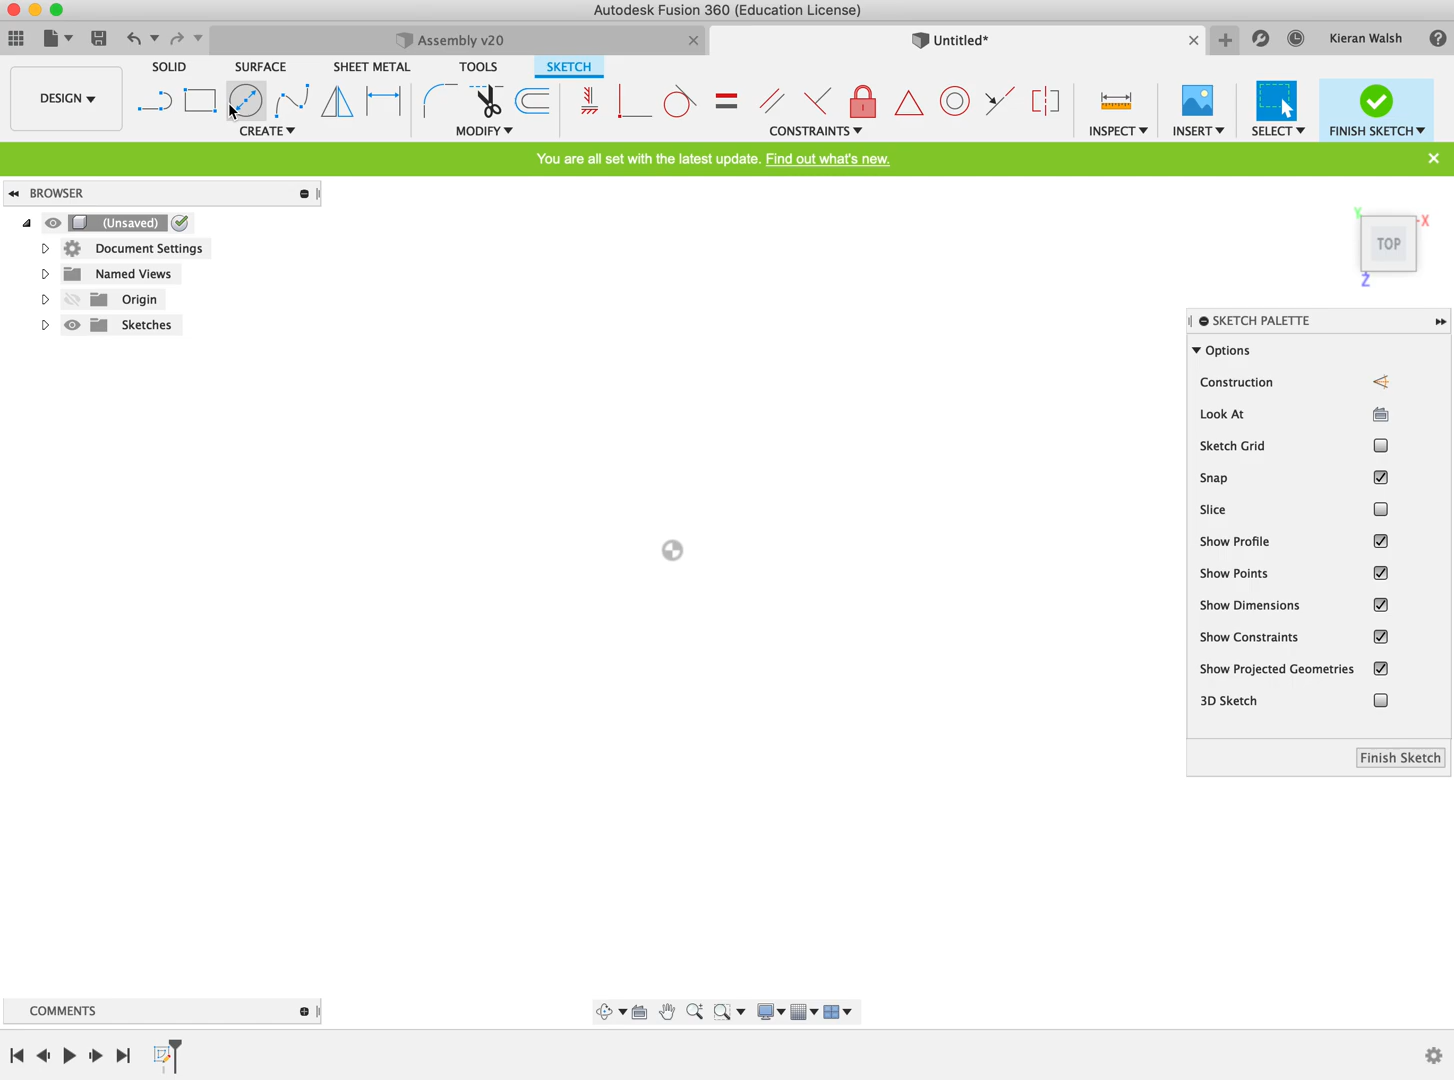 Autodesk Fusion 360 (Education License)
Assembly v20
Untitled*
Kieran Walsh
SOLID
SURFACE
SHEET METAL
TOOLS
SKETCH
DESIGN
CREATE
MODIFY
CONSTRAINTS
INSPECT
INSERT
SELECT
FINISH SKETCH
You are all set with the latest update. Find out what's new.
BROWSER
(Unsaved)
Document Settings
Named Views
Origin
Sketches
Y
X
TOP
Z
SKETCH PALETTE
Options
Construction
Look At
Sketch Grid
Snap
Slice
Show Profile
Show Points
Show Dimensions
Show Constraints
Show Projected Geometries
3D Sketch
Finish Sketch
COMMENTS